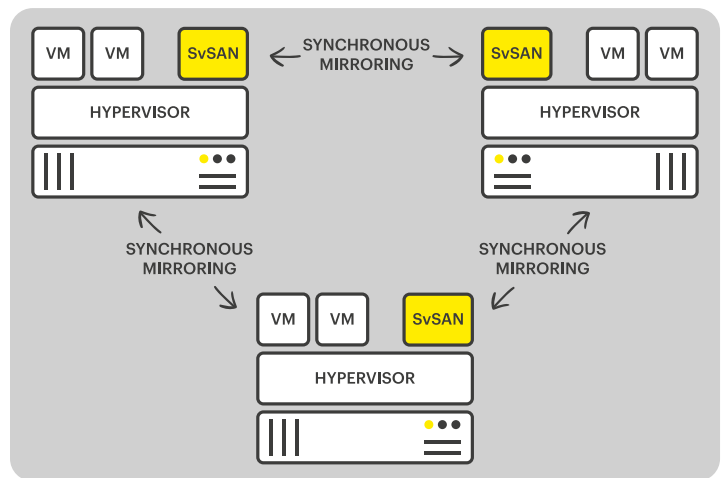 VM VM SvSAN
SYNCHRONOUS
MIRRORING
SvSAN VM VM
HYPERVISOR
HYPERVISOR
SYNCHRONOUS
MIRRORING
SYNCHRONOUS
MIRRORING
VM VM SvSAN
HYPERVISOR